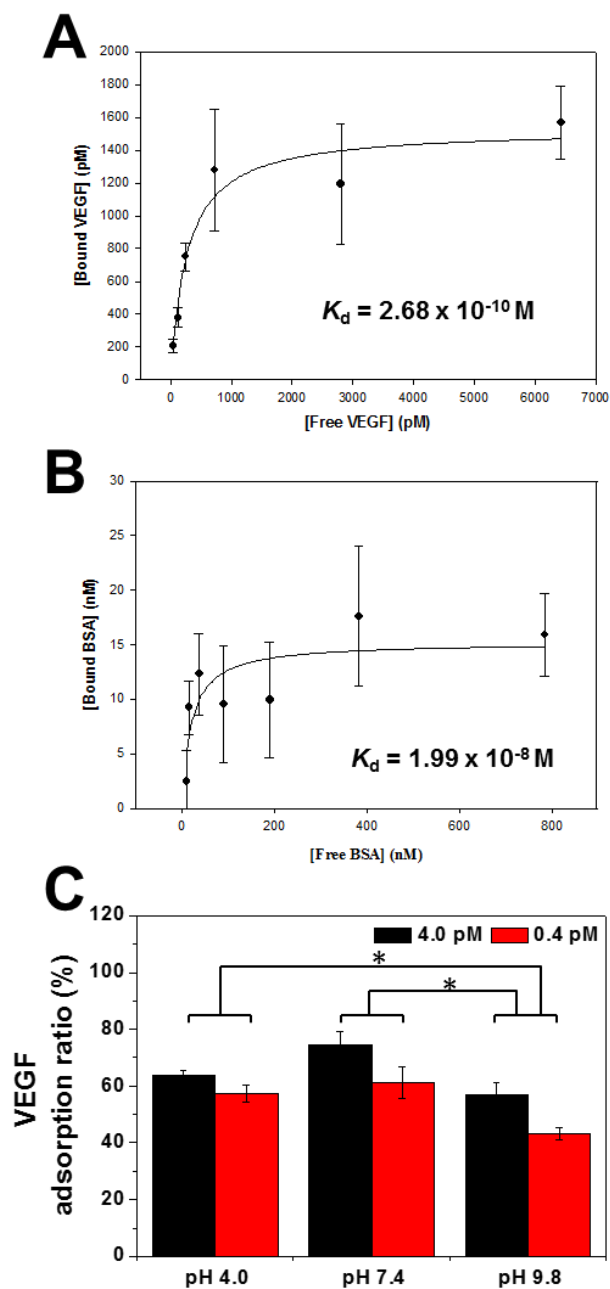 A
2000
1800
1600
1400
1200
1000
800
600
400
200
0
[Bound VEGF] (pM)
Kd = 2.68 x 10-10 M
0 1000 2000 3000 4000 5000 6000 7000
[Free VEGF] (pM)
B
30
25
20
15
10
5
0
[Bound BSA] (nM)
Kd = 1.99 x 10-8 M
0 200 400 600 800
[Free BSA] (nM)
C
120
100
80
60
40
20
0
VEGF
adsorption ratio (%)
4.0 pM 0.4 pM
*
*
pH 4.0 pH 7.4 pH 9.8